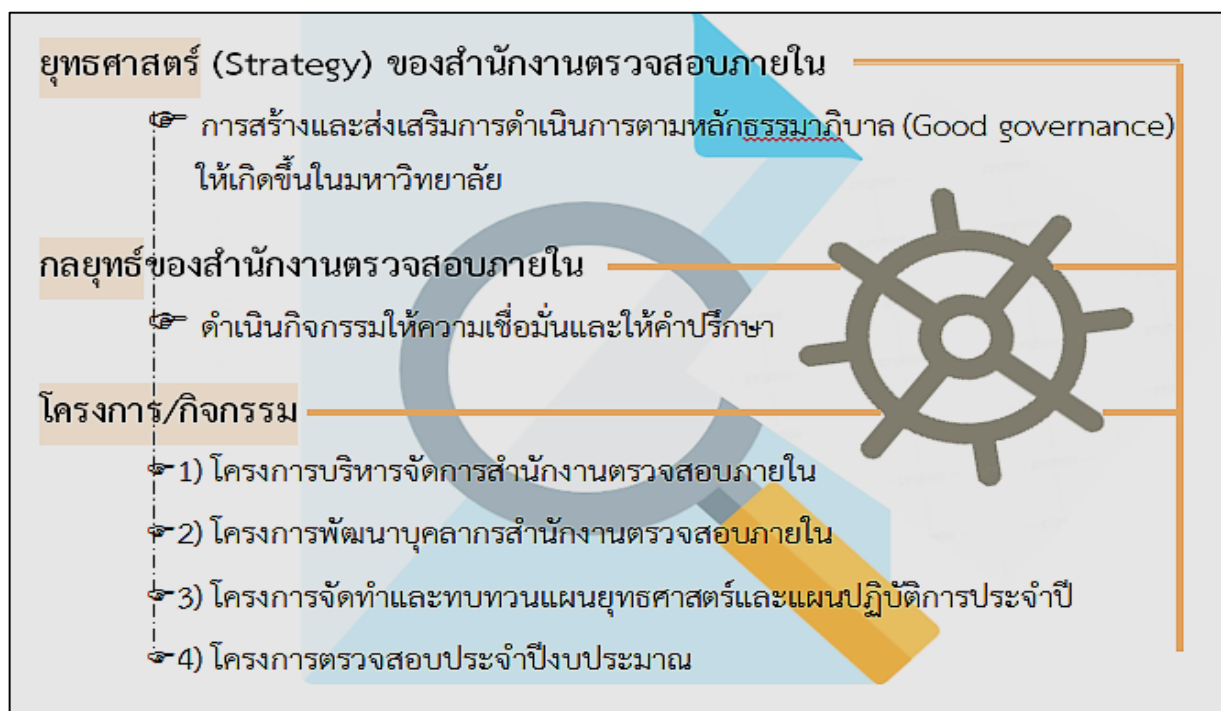 ยุทธศาสตร์ (Strategy) ของสำนักงานตรวจสอบภายใน
การสร้างและส่งเสริมการดำเนินการตามหลักธรรมาภิบาล (Good governance)
ให้เกิดขึ้นในมหาวิทยาลัย
กลยุทธ์ของสำนักงานตรวจสอบภายใน
ดำเนินกิจกรรมให้ความเชื่อมั่นและให้คำปรึกษา
โครงการ/กิจกรรม
1) โครงการบริหารจัดการสำนักงานตรวจสอบภายใน
2) โครงการพัฒนาบุคลากรสำนักงานตรวจสอบภายใน
3) โครงการจัดทำและทบทวนแผนยุทธศาสตร์และแผนปฏิบัติการประจำปี
4) โครงการตรวจสอบประจำปีงบประมาณ